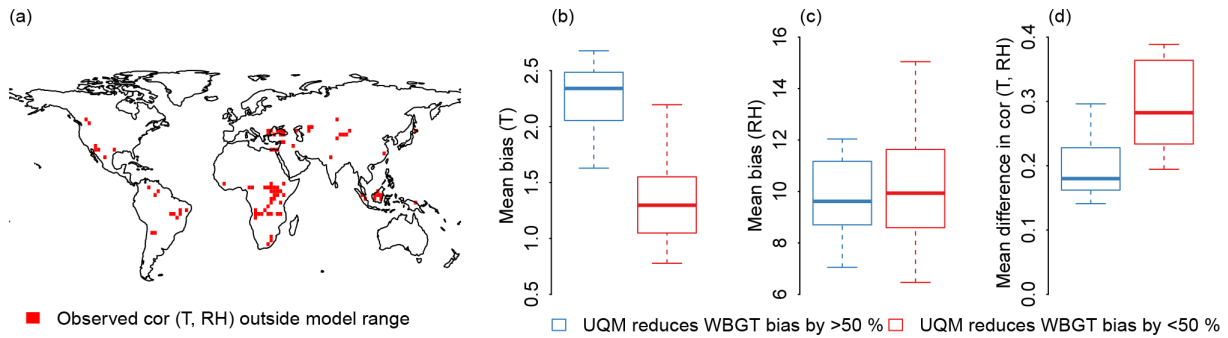 (a)
Observed cor (T, RH) outside model range
(b)
Mean bias (T)
2.5
2.0
1.5
1.0
0.5
(c)
Mean bias (RH)
16
14
12
10
8
6
4
(d)
Mean difference in cor (T, RH)
0.4
0.3
0.2
0.1
0.0
UQM reduces WBGT bias by >50 %
UQM reduces WBGT bias by <50 %